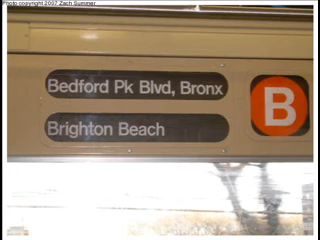 Photo copyright 2007 Zach Summer
Bedford Pk Blvd, Bronx
B
Brighton Beach